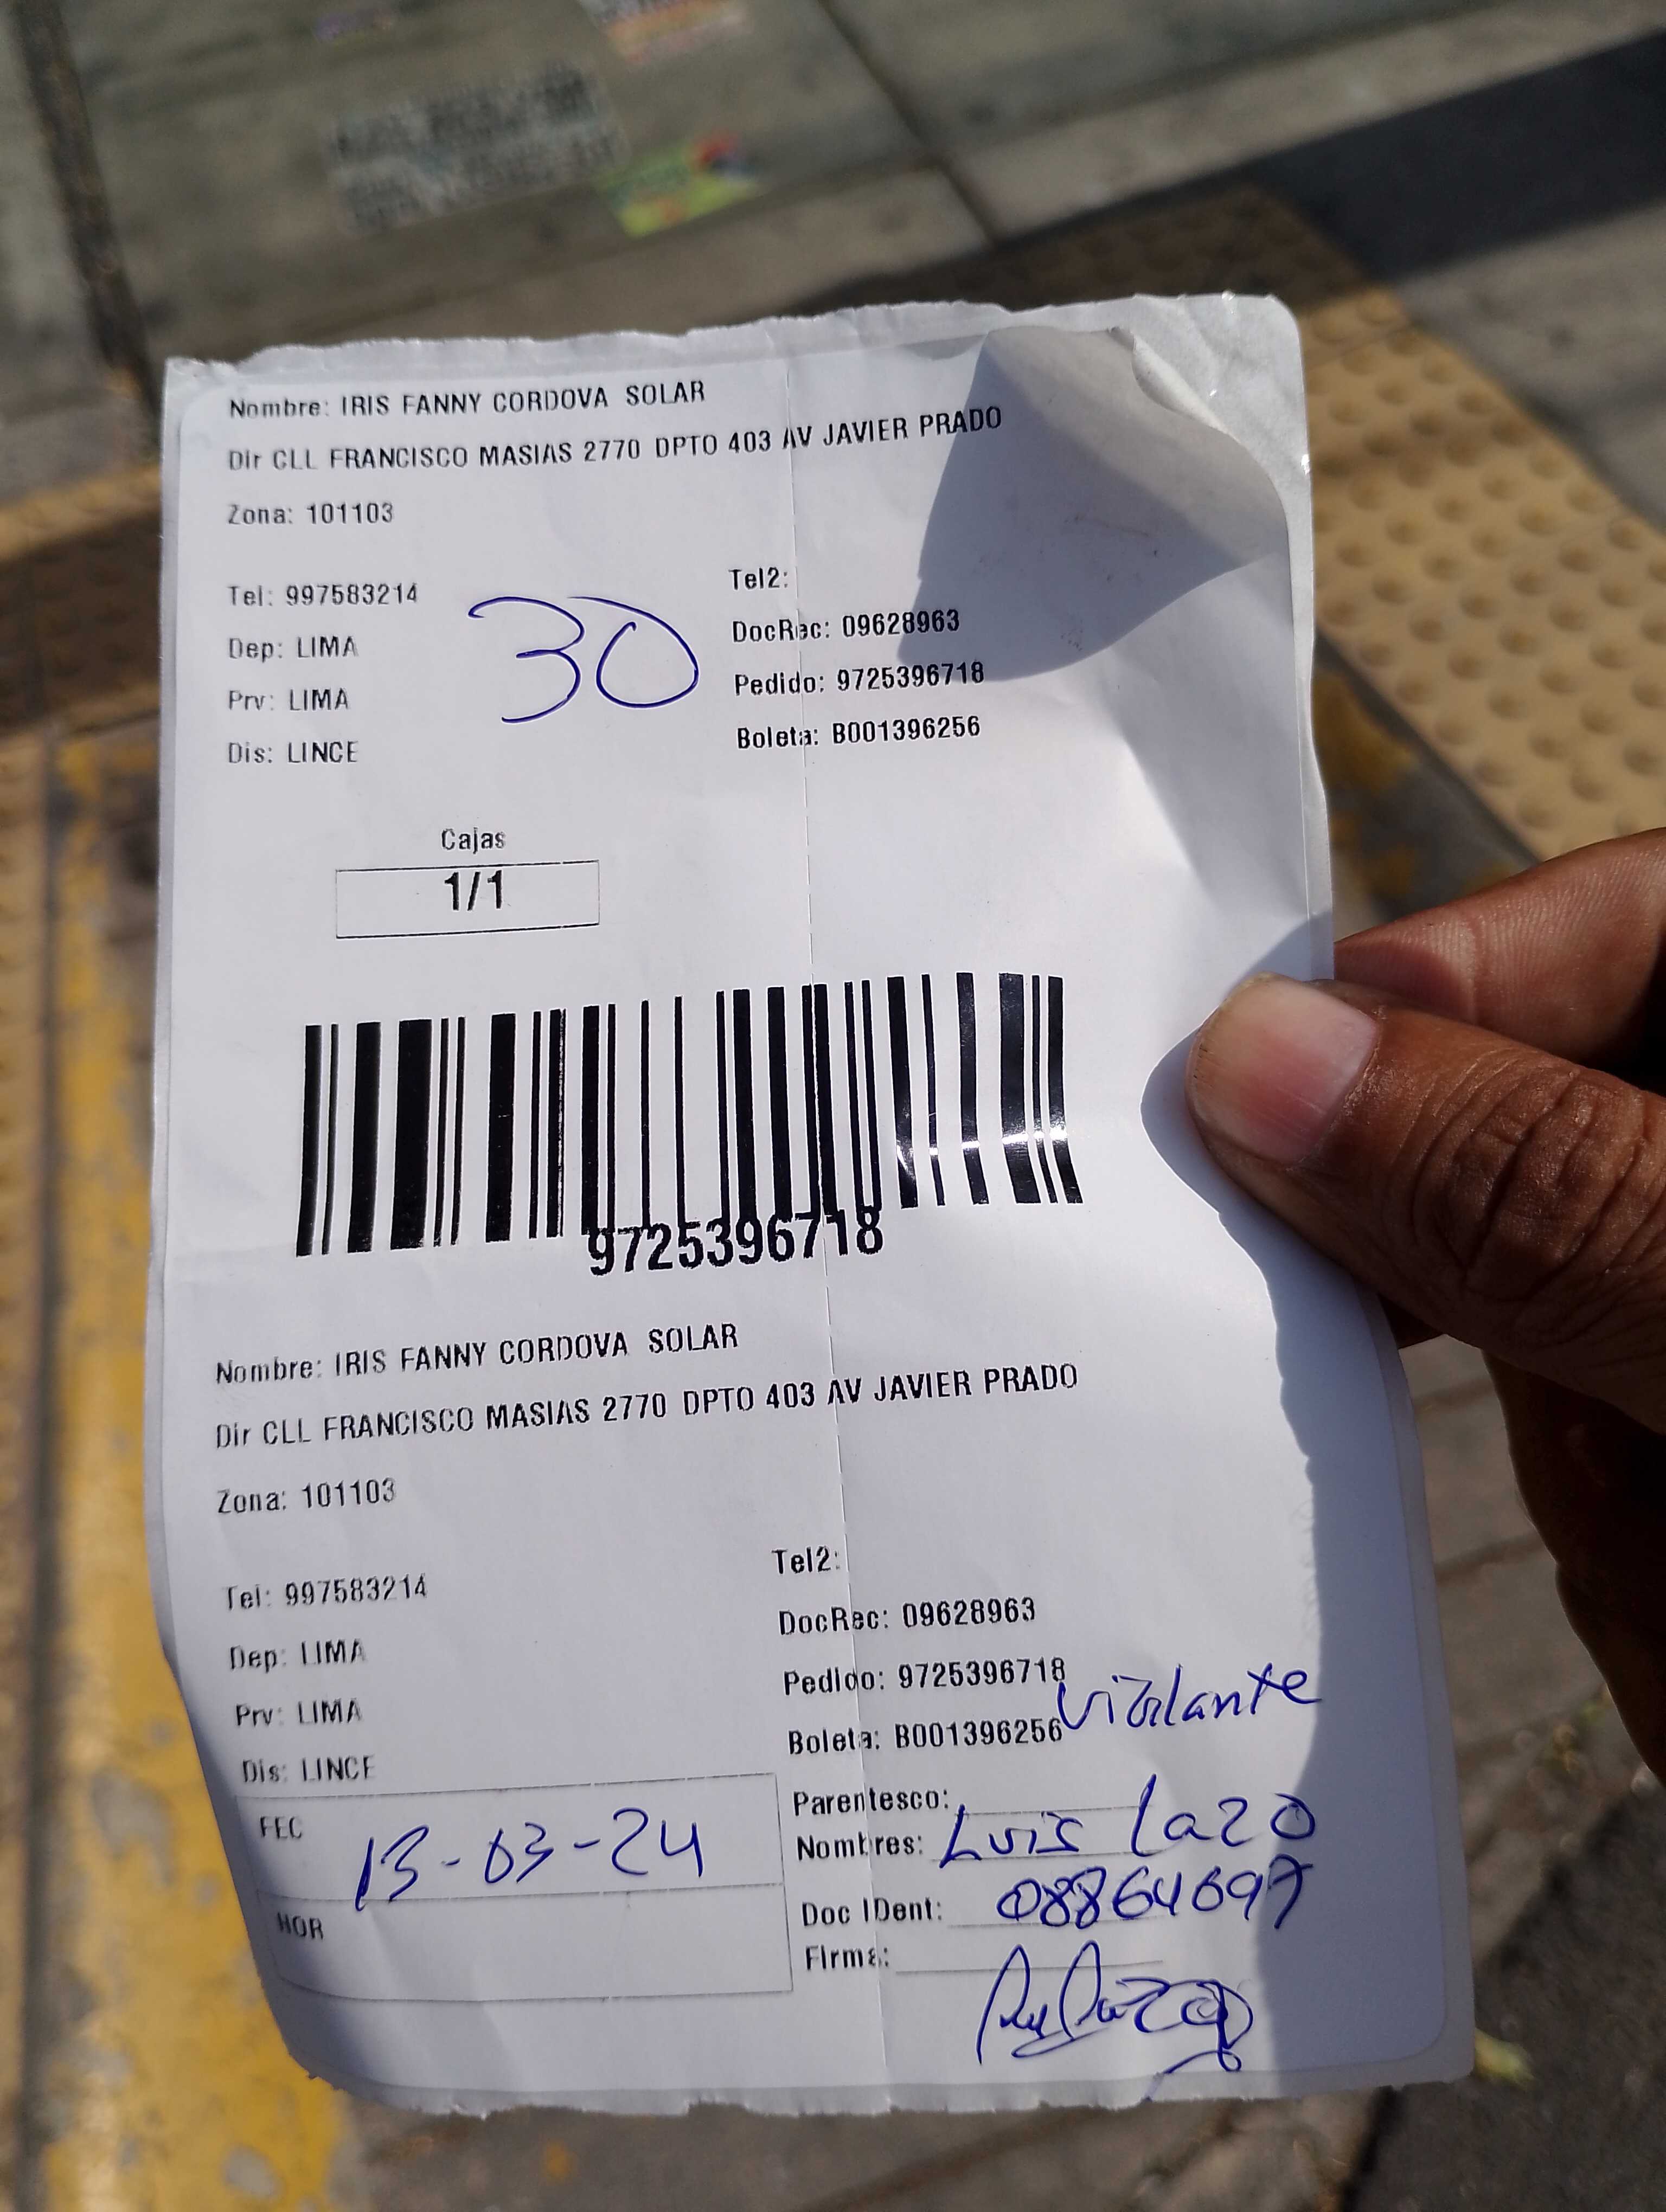 Nombre: IRIS FANNY CORDOVA SOLAR
Dir CLL FRANCISCO MASIAS 2770 DPTO 403 AV JAVIER PRADO
Zona: 101103
Tel: 997583214
Dep: LIMA
Prv: LIMA
Dis: LINCE
30
Tel2:
DocRec: 09628963
Pedido: 9725396718
Boleta: B001396256
Cajas
1/1
9725396718
Nombre: IRIS FANNY CORDOVA SOLAR
Dir CLL FRANCISCO MASIAS 2770 DPTO 403 AV JAVIER PRADO
Zona: 101103
Tel: 997583214
Dep: LIMA
Prv: LIMA
Dis: LINCE
Tel2:
DocRec: 09628963
Pedido: 9725396718
Boleta: B001396256
Vigilante
FEC 13-03-24
HOR
Parentesco:
Nombres: Luis Lazo
Doc IDent: 08864697
Firma: